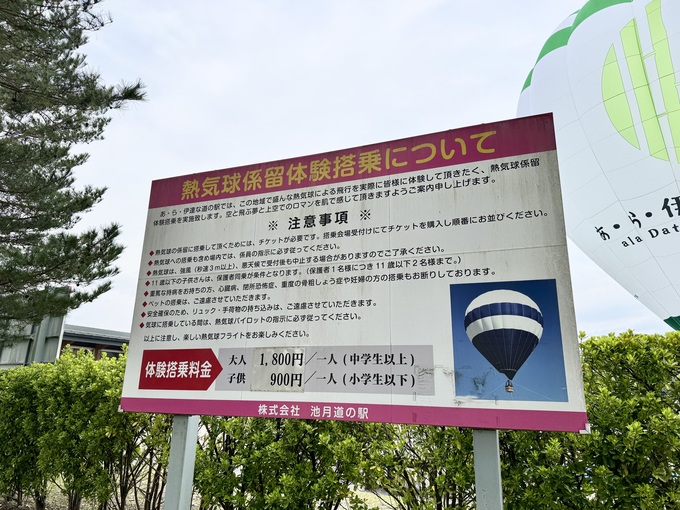 熱気球係留体験搭乗について
あ・ら・伊達な道の駅では、この地域で盛んな熱気球による飛行を実際に皆様に体験して頂きたく、熱気球係留
体験搭乗を実施致します。空と飛ぶ夢と上空でのロマンを肌で感じて頂きますようご案内申し上げます。
※ 注意事項 ※
◆熱気球の係留に搭乗して頂くためには、チケットが必要です。搭乗会場受付けにてチケットを購入し順番にお並びください。
◆熱気球への搭乗も含め場内では、係員の指示に必ず従ってください。
◆熱気球は、強風（秒速3m以上）、悪天候で受付後も中止する場合がありますのでご了承ください。
◆11歳以下の子供さんは、保護者同乗が条件となります。（保護者1名様につき11歳以下2名様まで。）
◆重篤な持病をお持ちの方、心臓病、閉所恐怖症、重度の骨粗しょう症や妊婦の方の搭乗もお断りしております。
◆ペットの搭乗は、ご遠慮させていただきます。
◆安全確保のため、リュック・手荷物の持ち込みは、ご遠慮させていただきます。
◆気球に搭乗している間は、熱気球パイロットの指示に必ず従ってください。
以上に注意し、楽しい熱気球フライトをお楽しみください。
体験搭乗料金
大人 1,800円／一人（中学生以上）
子供 900円／一人（小学生以下）
株式会社 池月道の駅
あ・ら・伊
ala Dat